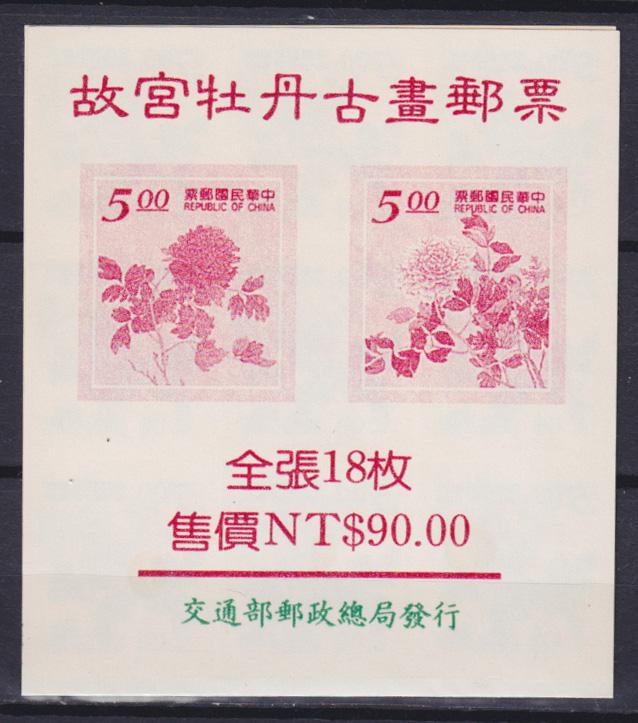 故宮牡丹古畫郵票
5.00 票郵國民華中
REPUBLIC OF CHINA
5.00 票郵國民華中
REPUBLIC OF CHINA
全張18枚
售價NT$90.00
交通部郵政總局發行